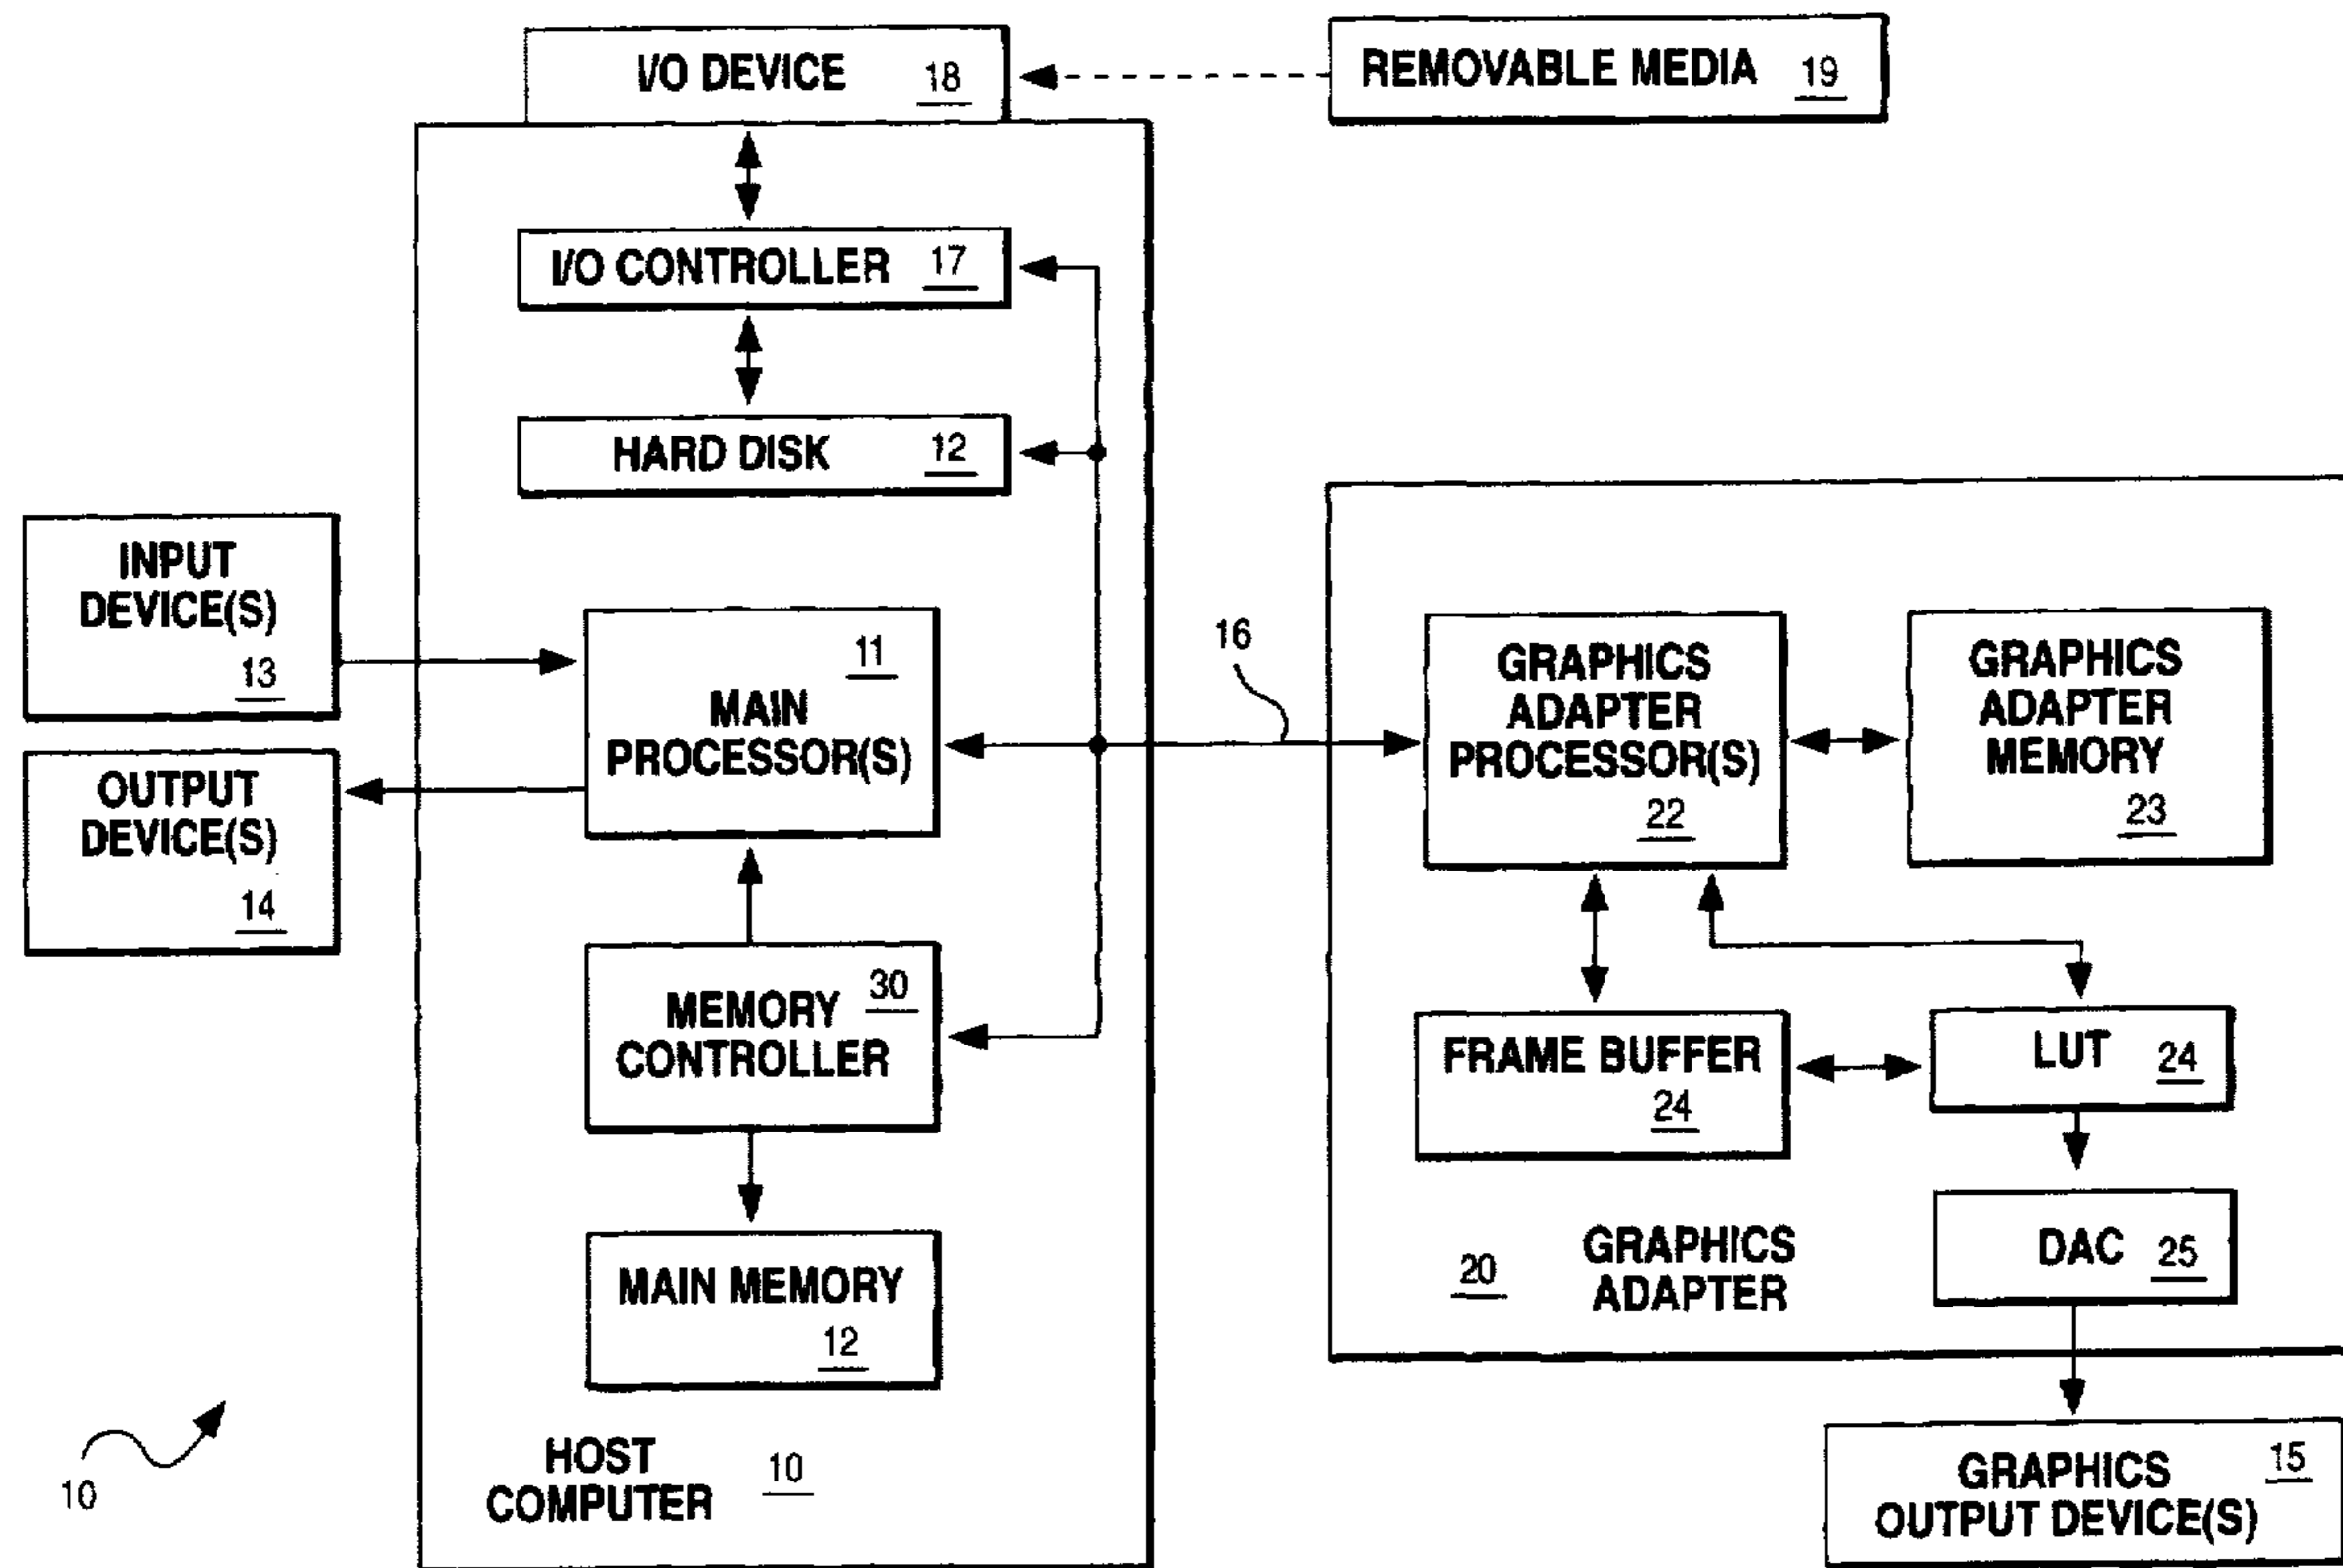 I/O DEVICE 18
REMOVABLE MEDIA 19
I/O CONTROLLER 17
HARD DISK 12
INPUT
DEVICE(S)
13
OUTPUT
DEVICE(S)
14
11
MAIN
PROCESSOR(S)
30
MEMORY
CONTROLLER
MAIN MEMORY
12
HOST
COMPUTER 10
10
16
GRAPHICS
ADAPTER
PROCESSOR(S)
22
GRAPHICS
ADAPTER
MEMORY
23
FRAME BUFFER
24
LUT 24
DAC 25
20 GRAPHICS
ADAPTER
15
GRAPHICS
OUTPUT DEVICE(S)